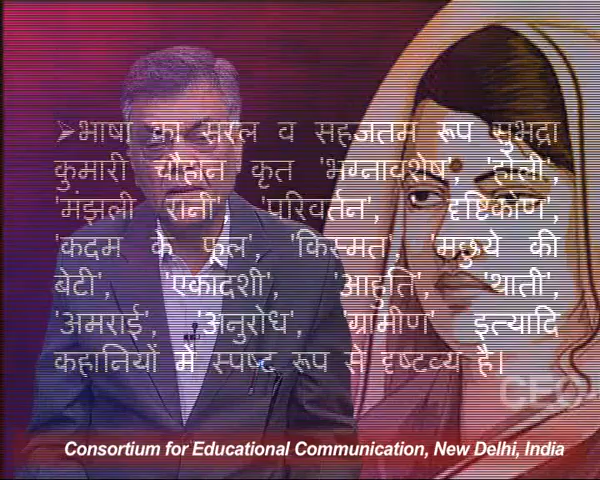 ➢भाषा का सरल व सहजतम रूप सुभद्रा
कुमारी चौहान कृत 'भग्नावशेष', 'होली',
'मंझली रानी', 'परिवर्तन', दृष्टिकोण',
'कदम के फूल', 'किस्मत', 'मछुये की
बेटी', 'एकादशी', 'आहुति', 'थाती',
'अमराई', 'अनुरोध', 'ग्रामीण' इत्यादि
कहानियों में स्पष्ट रूप से दृष्टव्य है।
CEC
Consortium for Educational Communication, New Delhi, India